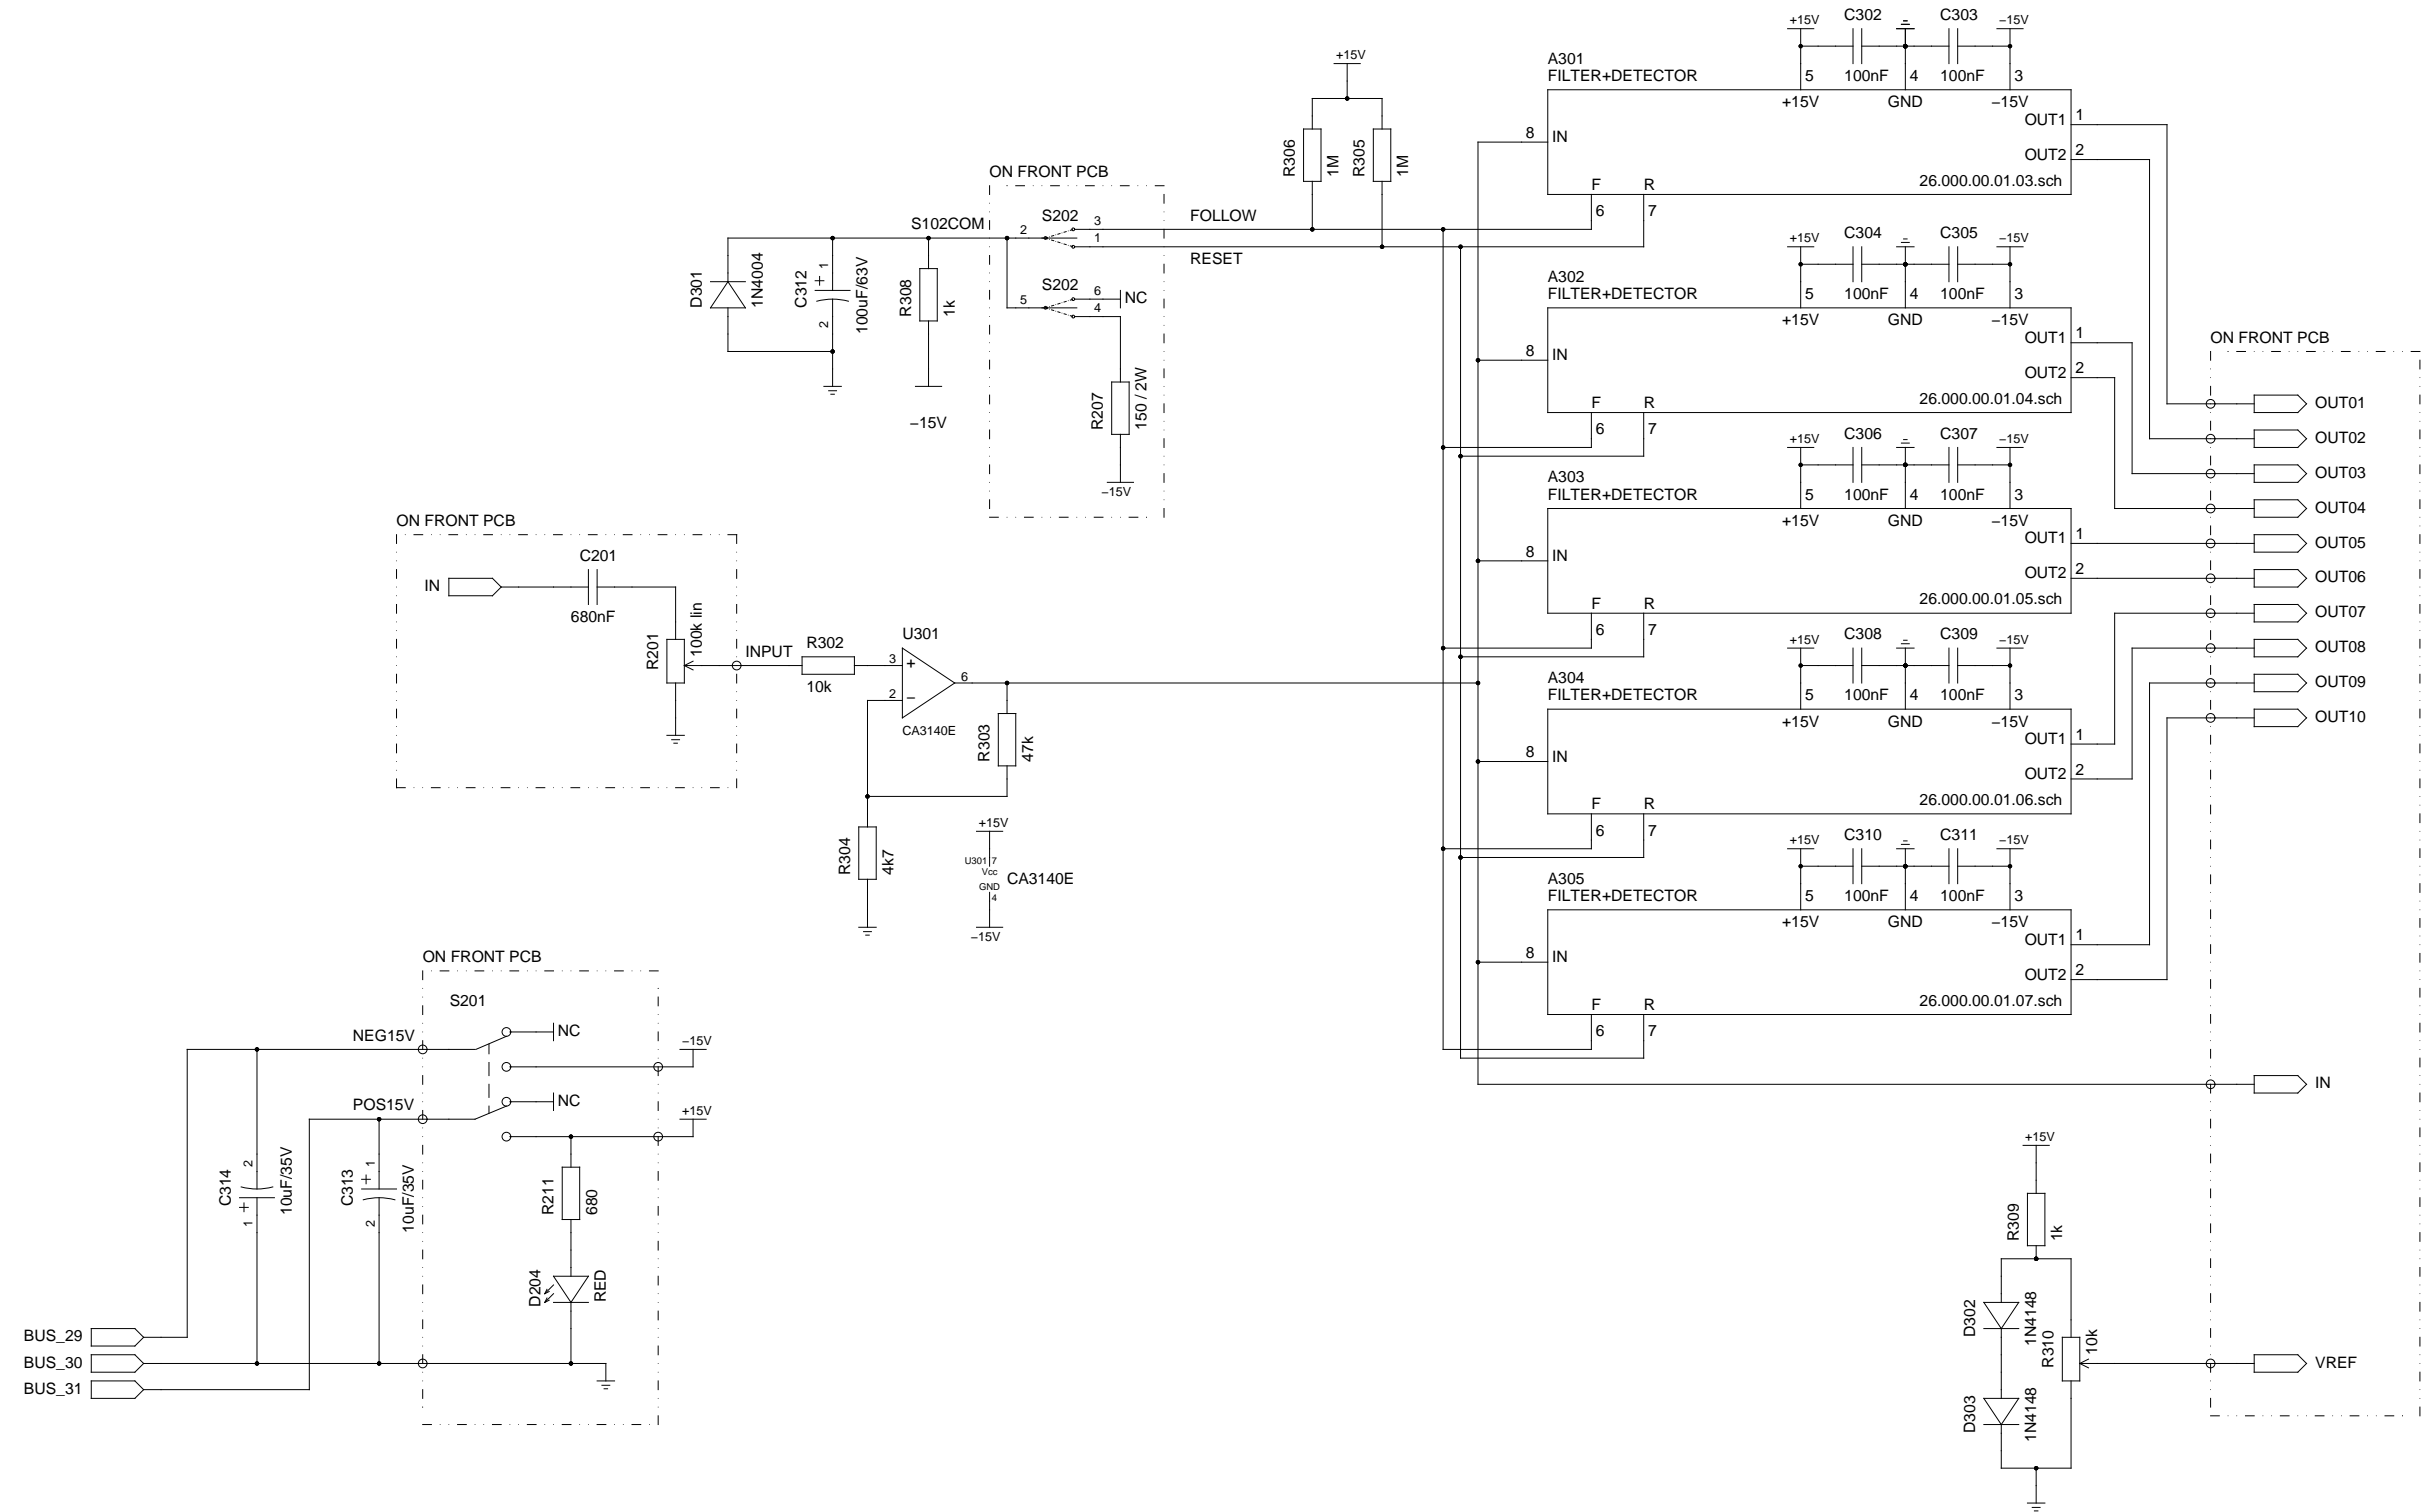 +15V
C302
C303
−15V
A301
FILTER+DETECTOR
5
100nF
4
100nF
3
+15V
GND
−15V
OUT1
1
8
IN
OUT2
2
26.000.00.01.03.sch
F
R
6
7
+15V
R306
1M
R305
1M
ON FRONT PCB
S102COM
S202
2
3
1
FOLLOW
RESET
S202
5
6
4
NC
D301
1N4004
C312
+
1
2
100uF/63V
R308
1k
−15V
R207
150 / 2W
−15V
+15V
C304
C305
−15V
A302
FILTER+DETECTOR
5
100nF
4
100nF
3
+15V
GND
−15V
OUT1
1
8
IN
OUT2
2
26.000.00.01.04.sch
F
R
6
7
+15V
C306
C307
−15V
A303
FILTER+DETECTOR
5
100nF
4
100nF
3
+15V
GND
−15V
OUT1
1
8
IN
OUT2
2
26.000.00.01.05.sch
F
R
6
7
+15V
C308
C309
−15V
A304
FILTER+DETECTOR
5
100nF
4
100nF
3
+15V
GND
−15V
OUT1
1
8
IN
OUT2
2
26.000.00.01.06.sch
F
R
6
7
+15V
C310
C311
−15V
A305
FILTER+DETECTOR
5
100nF
4
100nF
3
+15V
GND
−15V
OUT1
1
8
IN
OUT2
2
26.000.00.01.07.sch
F
R
6
7
ON FRONT PCB
OUT01
OUT02
OUT03
OUT04
OUT05
OUT06
OUT07
OUT08
OUT09
OUT10
IN
VREF
ON FRONT PCB
IN
C201
680nF
R201
100k lin
INPUT
R302
10k
U301
3
+
2
−
6
CA3140E
R303
47k
R304
4k7
+15V
U301
7
Vcc
GND
4
CA3140E
−15V
ON FRONT PCB
S201
NEG15V
NC
−15V
POS15V
NC
+15V
C314
2
+
1
10uF/35V
C313
+
1
2
10uF/35V
R211
680
D204
RED
BUS_29
BUS_30
BUS_31
+15V
R309
1k
D302
1N4148
R310
10k
D303
1N4148